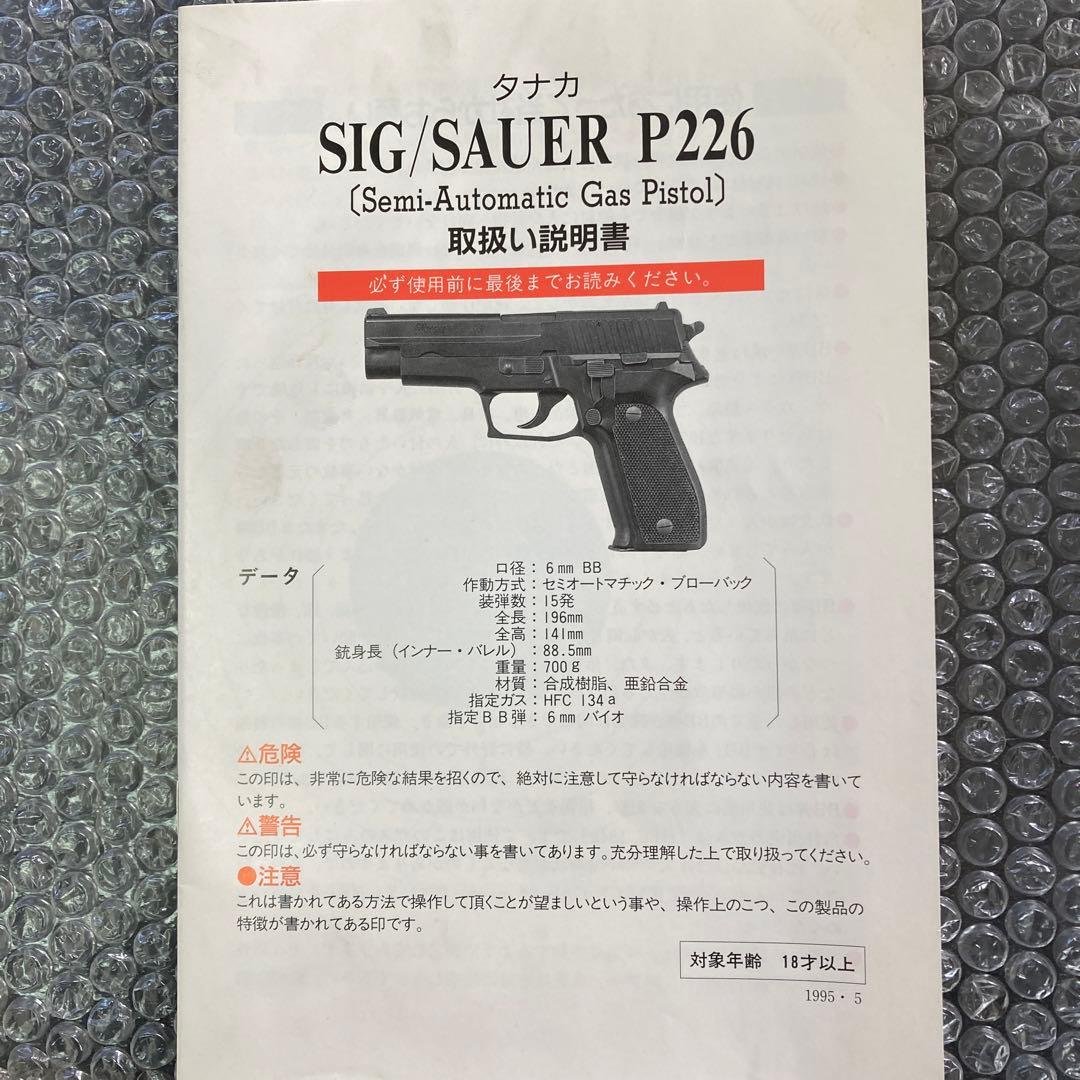 タナカ
SIG/SAUER P226
〔Semi-Automatic Gas Pistol〕
取扱い説明書
必ず使用前に最後までお読みください。
データ
口径：6mm BB
作動方式：セミオートマチック・ブローバック
装弾数：15発
全長：196mm
全高：141mm
銃身長（インナー・バレル）：88.5mm
重量：700g
材質：合成樹脂、亜鉛合金
指定ガス：HFC 134a
指定BB弾：6mm バイオ
⚠危険
この印は、非常に危険な結果を招くので、絶対に注意して守らなければならない内容を書いて
います。
⚠警告
この印は、必ず守らなければならない事を書いてあります。充分理解した上で取り扱ってください。
●注意
これは書かれてある方法で操作して頂くことが望ましいという事や、操作上のこつ、この製品の
特徴が書かれてある印です。
対象年齢 18才以上
1995・5